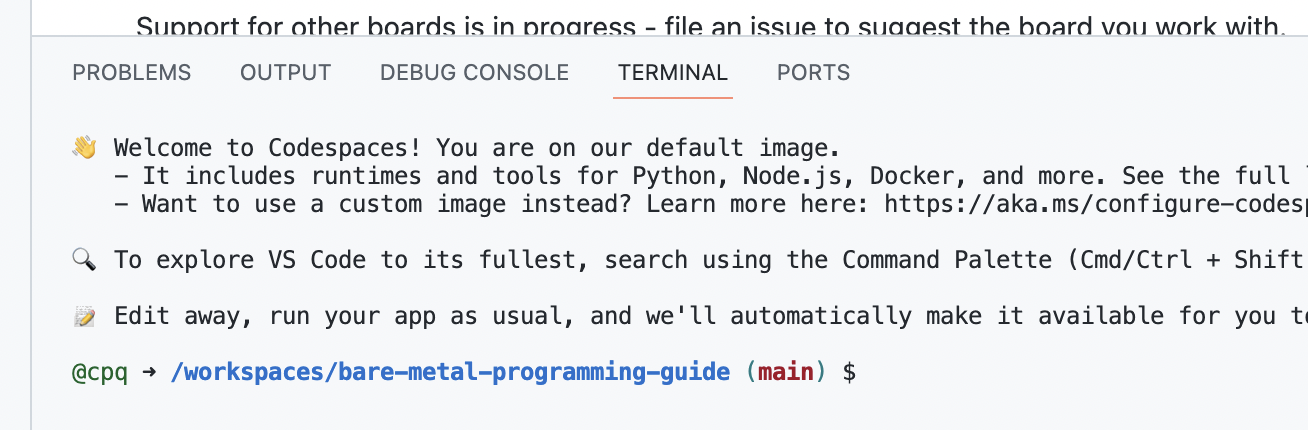 Support for other boards is in progress - file an issue to suggest the board you work with.
PROBLEMS OUTPUT DEBUG CONSOLE TERMINAL PORTS
👋 Welcome to Codespaces! You are on our default image.
- It includes runtimes and tools for Python, Node.js, Docker, and more. See the full
- Want to use a custom image instead? Learn more here: https://aka.ms/configure-codesp
🔍 To explore VS Code to its fullest, search using the Command Palette (Cmd/Ctrl + Shift
📝 Edit away, run your app as usual, and we'll automatically make it available for you to
@cpq ➜ /workspaces/bare-metal-programming-guide (main) $